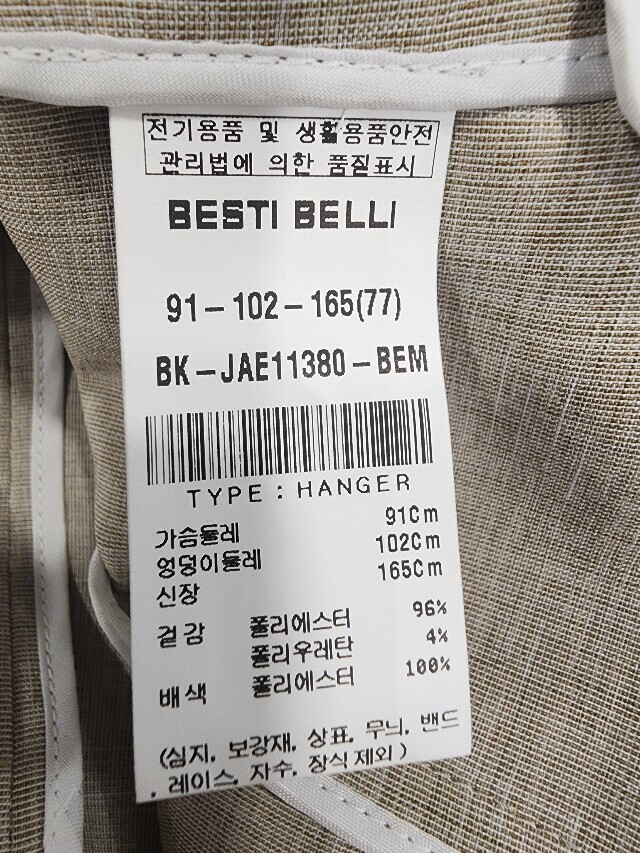 전기용품 및 생활용품안전
관리법에 의한 품질표시
BESTI BELLI
91-102-165(77)
BK-JAE11380-BEM
TYPE : HANGER
가슴둘레 91Cm
엉덩이둘레 102Cm
신장 165Cm
겉감 폴리에스터 96%
폴리우레탄 4%
배색 폴리에스터 100%
(심지, 보강재, 상표, 무늬, 밴드
, 레이스, 자수, 장식 제외)